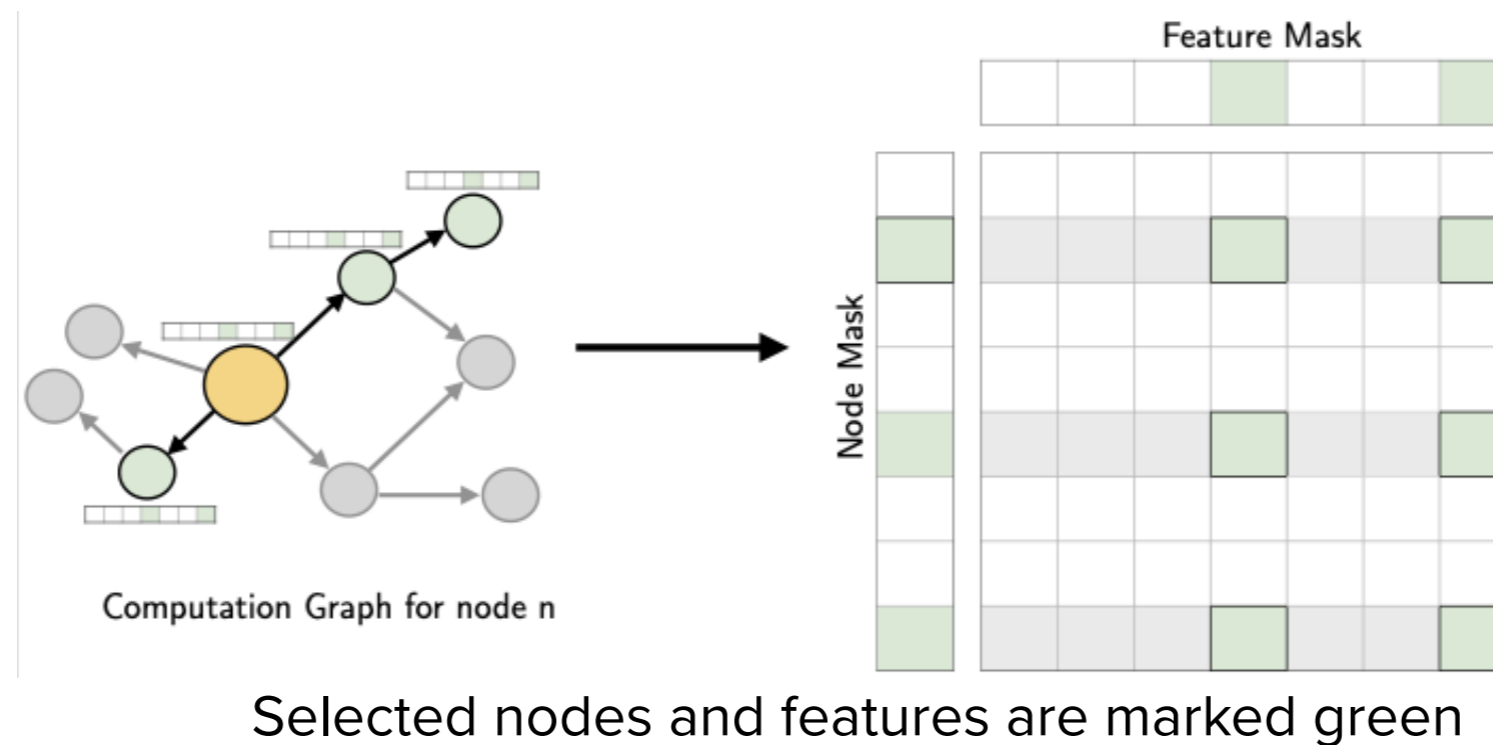 Feature Mask
Node Mask
Computation Graph for node n
Selected nodes and features are marked green